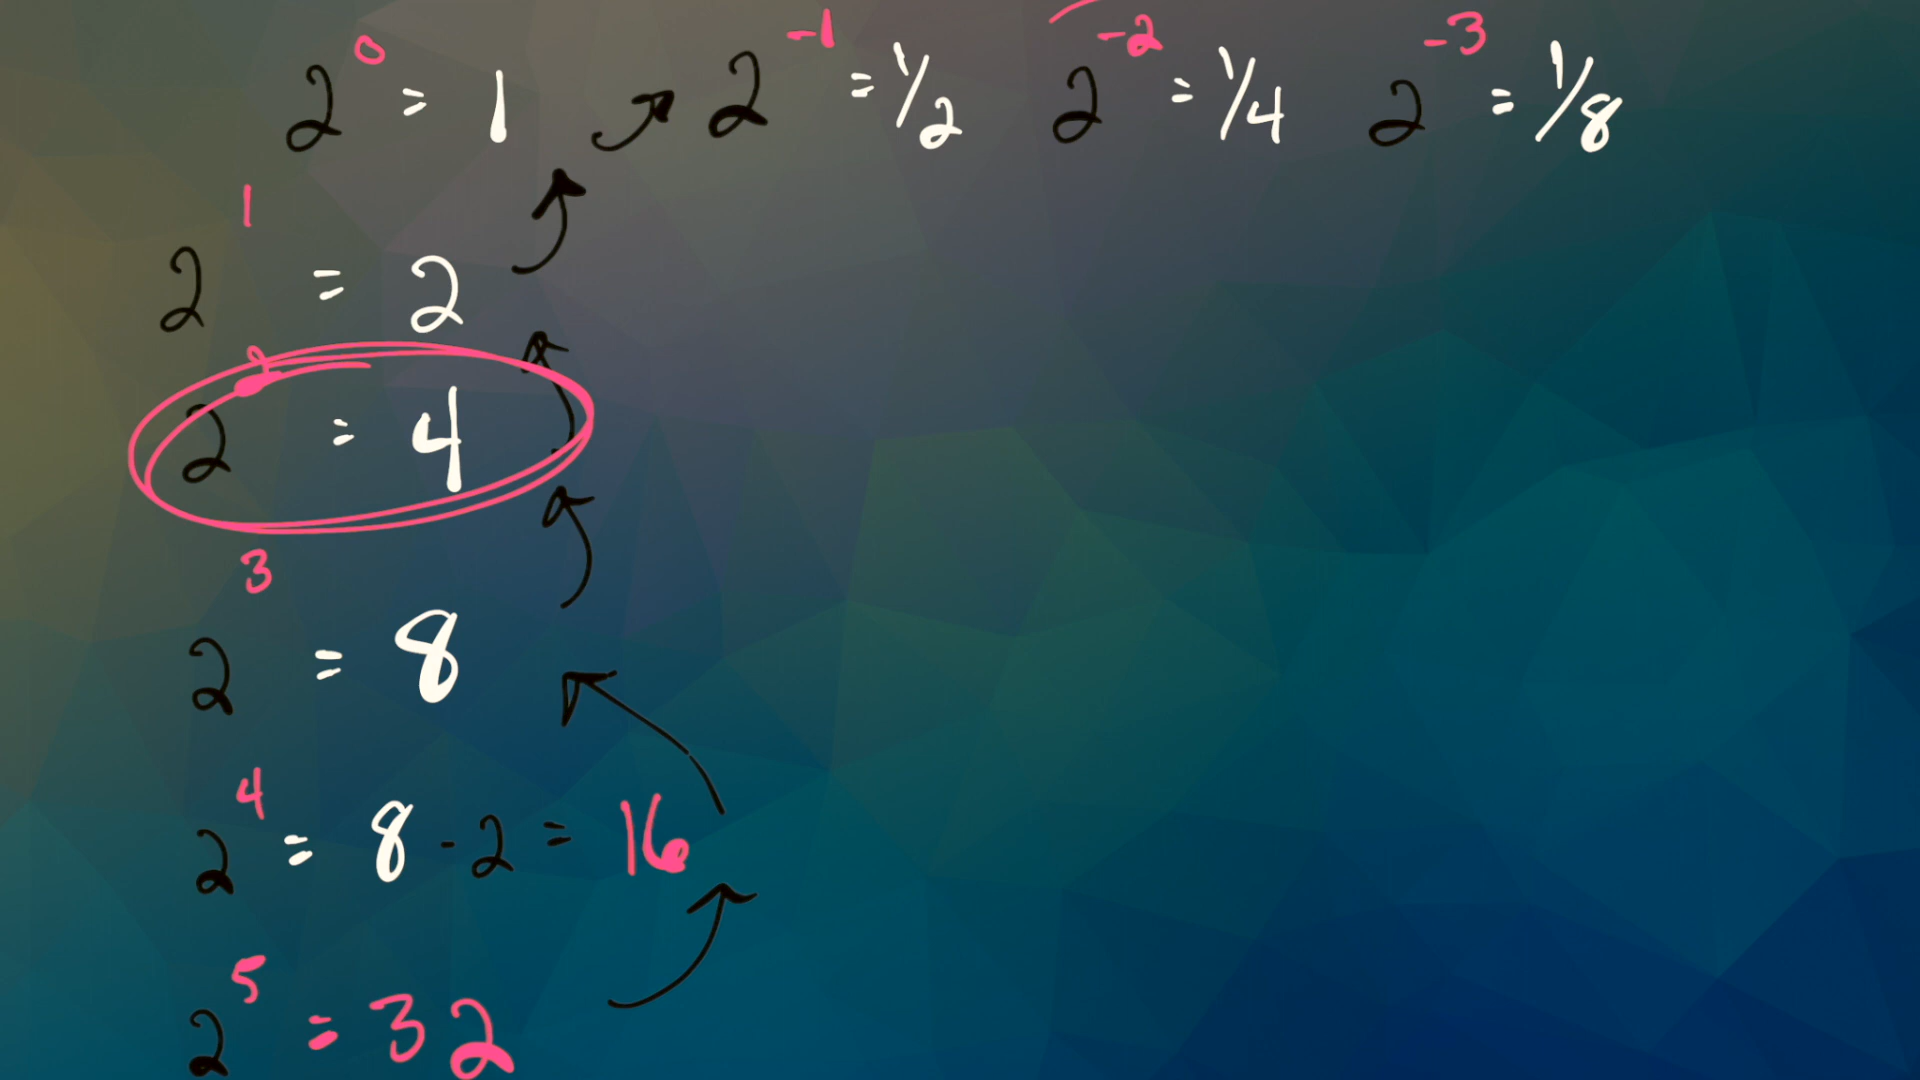 2⁰ = 1 2⁻¹ = 1/2 2⁻² = 1/4 2⁻³ = 1/8
2¹ = 2
2² = 4
2³ = 8
2⁴ = 8 · 2 = 16
2⁵ = 32